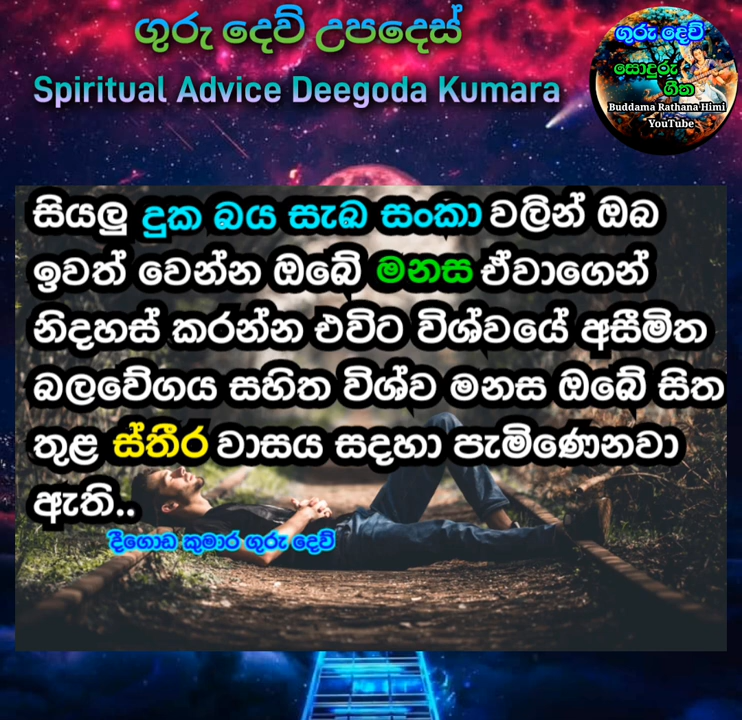 ගුරු දෙව් උපදෙස්
Spiritual Advice Deegoda Kumara
ගුරු දෙව්
සොඳුරු
ගීත
Buddama Rathana Himi
YouTube
සියලු දුක බය සැඛ සංකා වලින් ඔබ
ඉවත් වෙන්න ඔබේ මනස ඒවාගෙන්
නිදහස් කරන්න එවිට විශ්වයේ අසීමිත
බලවේගය සහිත විශ්ව මනස ඔබේ සිත
තුළ ස්තීර වාසය සදහා පැමිණෙනවා
ඇති..
දීගොඩ කුමාර ගුරු දෙව්